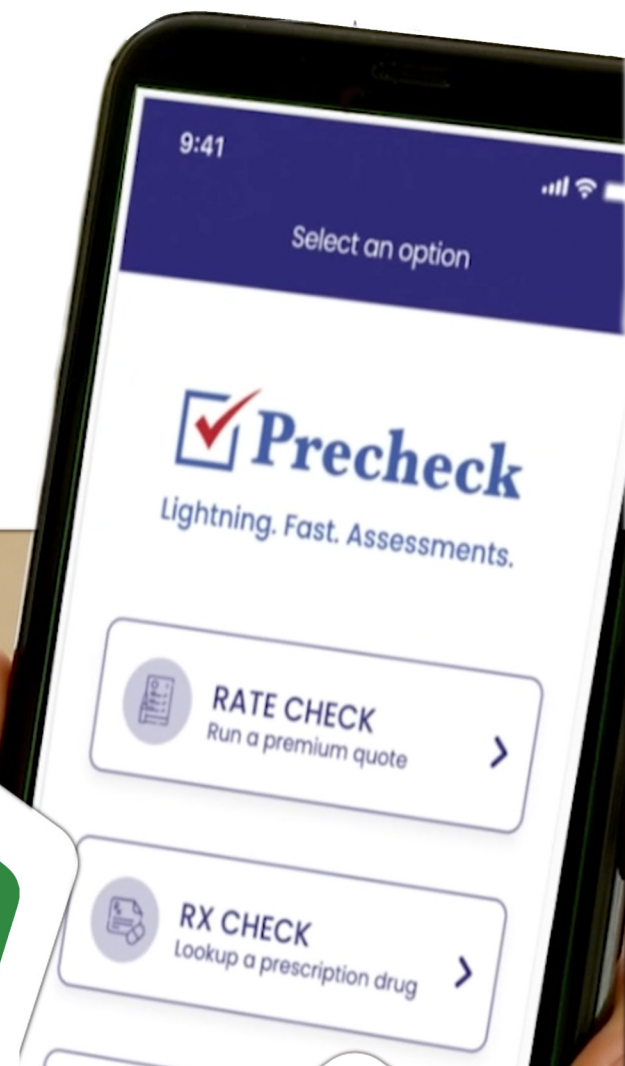 9:41
Select an option
Precheck
Lightning. Fast. Assessments.
RATE CHECK
Run a premium quote
RX CHECK
Lookup a prescription drug